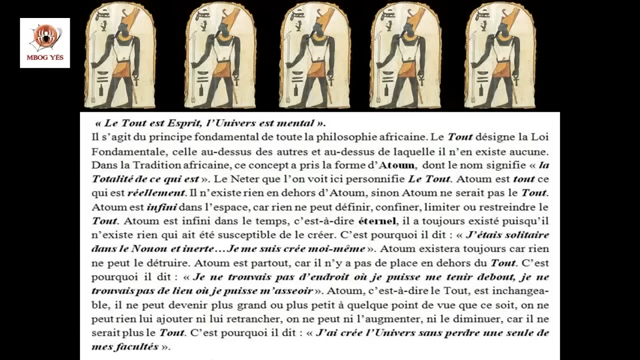 MBOG YÉS
« Le Tout est Esprit, l'Univers est mental ».
Il s'agit du principe fondamental de toute la philosophie africaine. Le Tout désigne la Loi
Fondamentale, celle au-dessus des autres et au-dessus de laquelle il n'en existe aucune.
Dans la Tradition africaine, ce concept a pris la forme d'Atoum, dont le nom signifie « la
Totalité de ce qui est ». Le Neter que l'on voit ici personnifie Le Tout. Atoum est tout ce
qui est réellement. Il n'existe rien en dehors d'Atoum, sinon Atoum ne serait pas le Tout.
Atoum est infini dans l'espace, car rien ne peut définir, confiner, limiter ou restreindre le
Tout. Atoum est infini dans le temps, c'est-à-dire éternel, il a toujours existé puisqu'il
n'existe rien qui ait été susceptible de le créer. C'est pourquoi il dit : « J'étais solitaire
dans le Nouou et inerte…Je me suis crée moi-même ». Atoum existera toujours car rien
ne peut le détruire. Atoum est partout, car il n'y a pas de place en dehors du Tout. C'est
pourquoi il dit : « Je ne trouvais pas d'endroit où je puisse me tenir debout, je ne
trouvais pas de lieu où je puisse m'asseoir ». Atoum, c'est-à-dire le Tout, est inchangea-
ble, il ne peut devenir plus grand ou plus petit à quelque point de vue que ce soit, on ne
peut rien lui ajouter ni lui retrancher, on ne peut ni l'augmenter, ni le diminuer, car il ne
serait plus le Tout. C'est pourquoi il dit : « J'ai crée l'Univers sans perdre une seule de
mes facultés ».